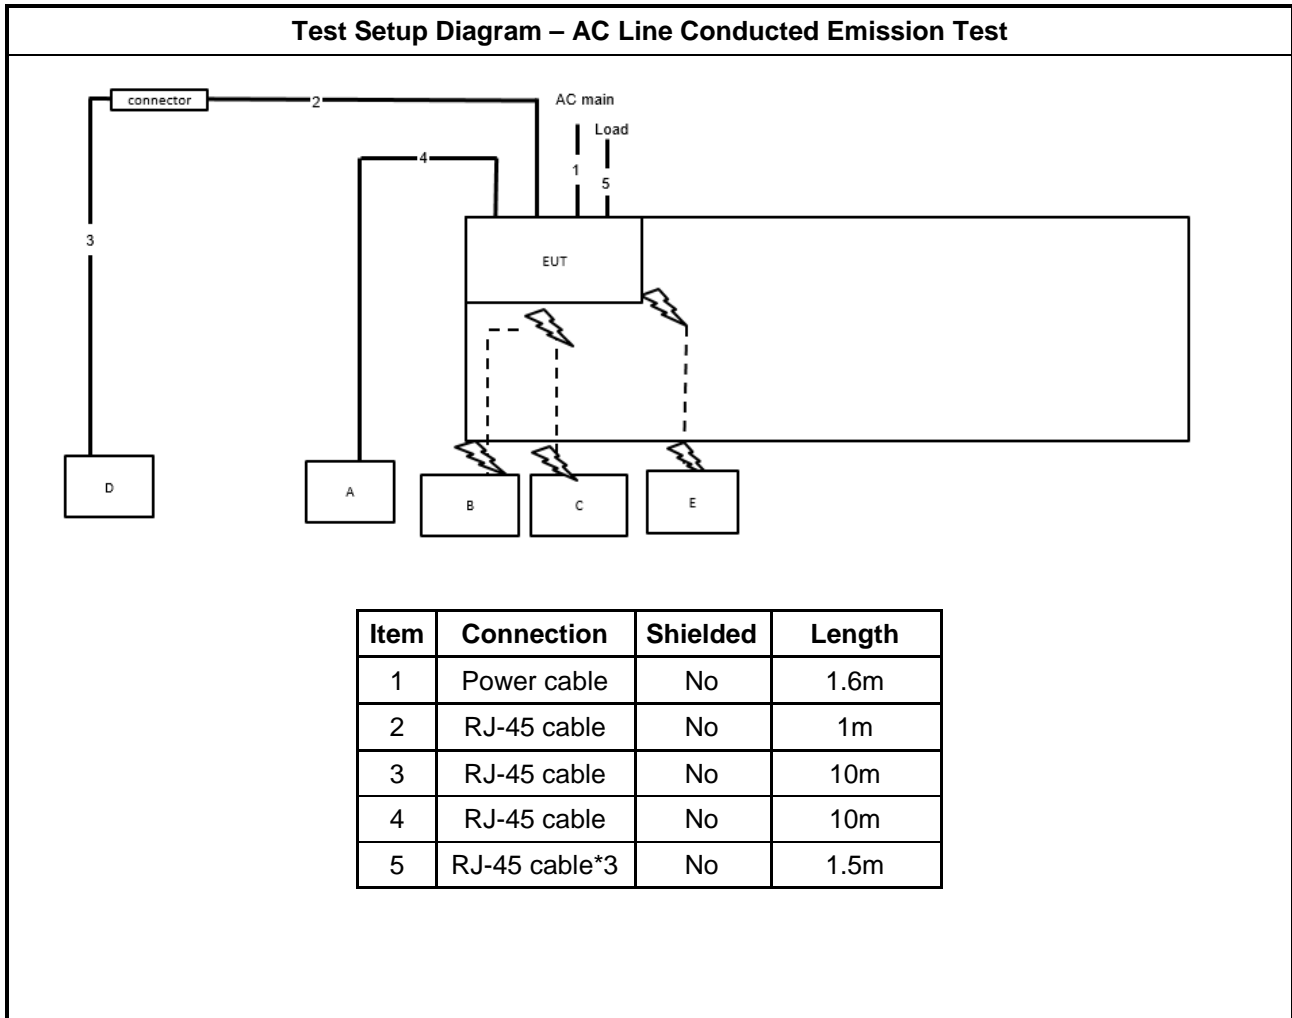 Test Setup Diagram – AC Line Conducted Emission Test
connector
2
AC main
Load
4
1
5
3
EUT
D
A
B
C
E
Item Connection Shielded Length
1 Power cable No 1.6m
2 RJ-45 cable No 1m
3 RJ-45 cable No 10m
4 RJ-45 cable No 10m
5 RJ-45 cable*3 No 1.5m